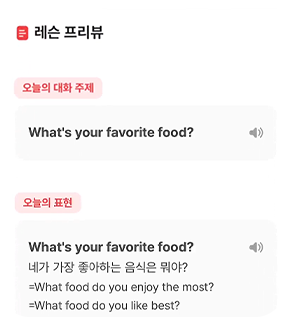 레슨 프리뷰
오늘의 대화 주제
What's your favorite food?
오늘의 표현
What's your favorite food?
네가 가장 좋아하는 음식은 뭐야?
=What food do you enjoy the most?
=What food do you like best?